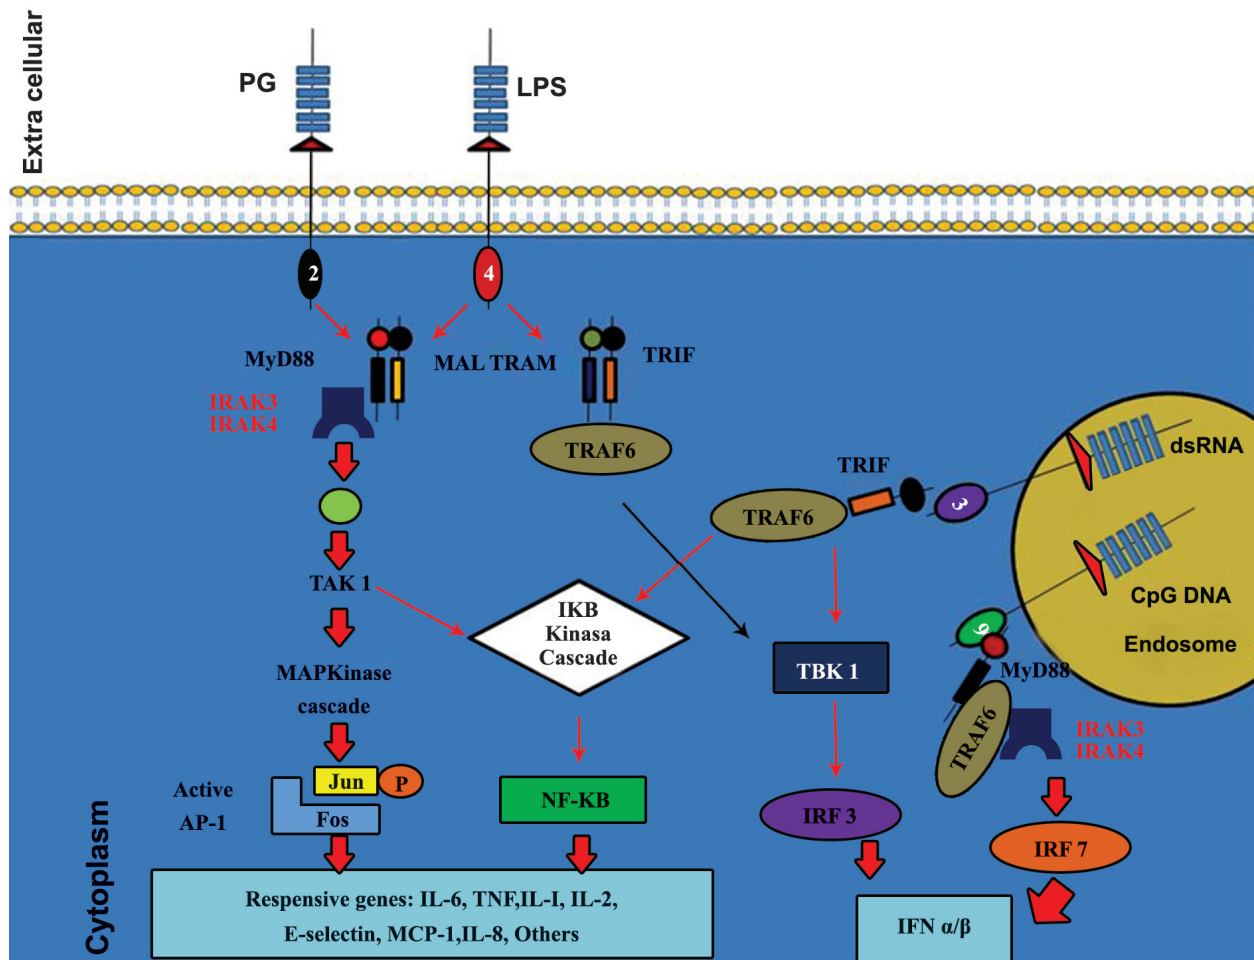 Extra cellular
PG
LPS
2
4
MyD88
MAL TRAM
TRIF
IRAK3
IRAK4
TRAF6
TRIF
TRAF6
3
dsRNA
CpG DNA
Endosome
9
MyD88
TRAF6
IRAK3
IRAK4
TAK 1
IKB
Kinasa
Cascade
TBK 1
MAPKinase
cascade
Jun
P
Active
AP-1
Fos
NF-KB
IRF 3
IRF 7
Cytoplasm
Respensive genes: IL-6, TNF,IL-I, IL-2,
E-selectin, MCP-1,IL-8, Others
IFN α/β